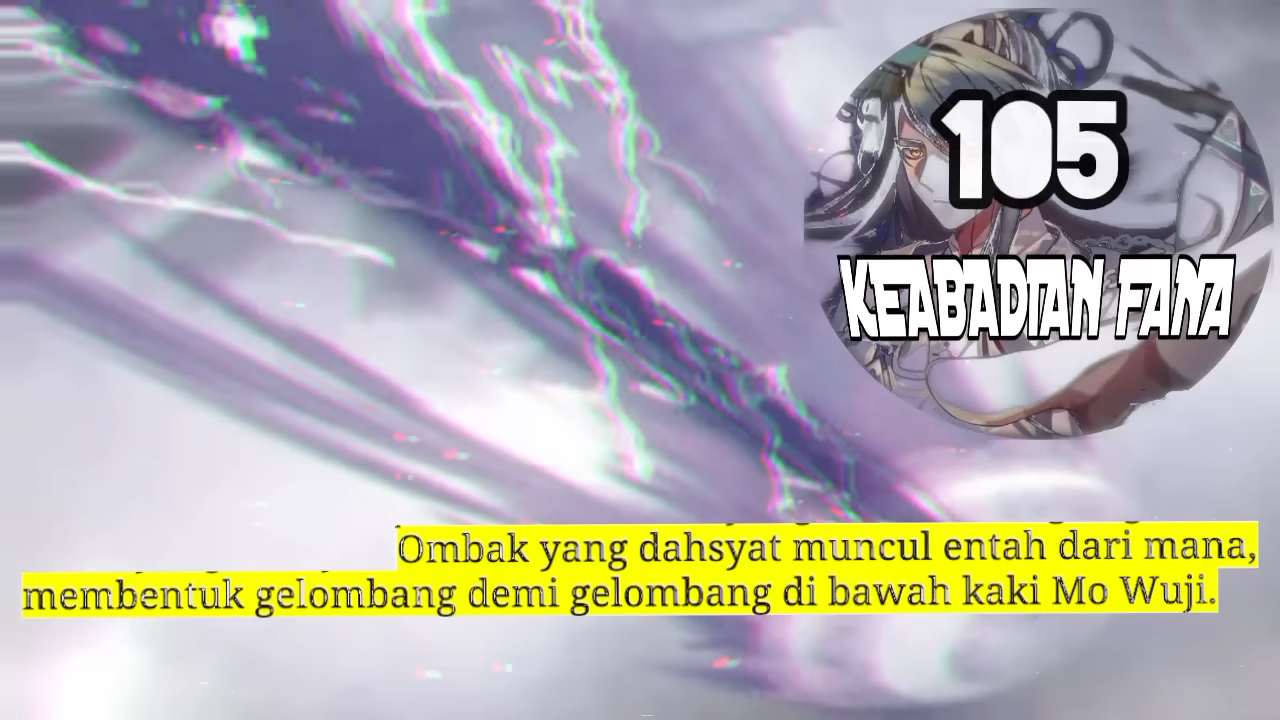 105
KEABADIAN FANA
Ombak yang dahsyat muncul entah dari mana,
membentuk gelombang demi gelombang di bawah kaki Mo Wuji.